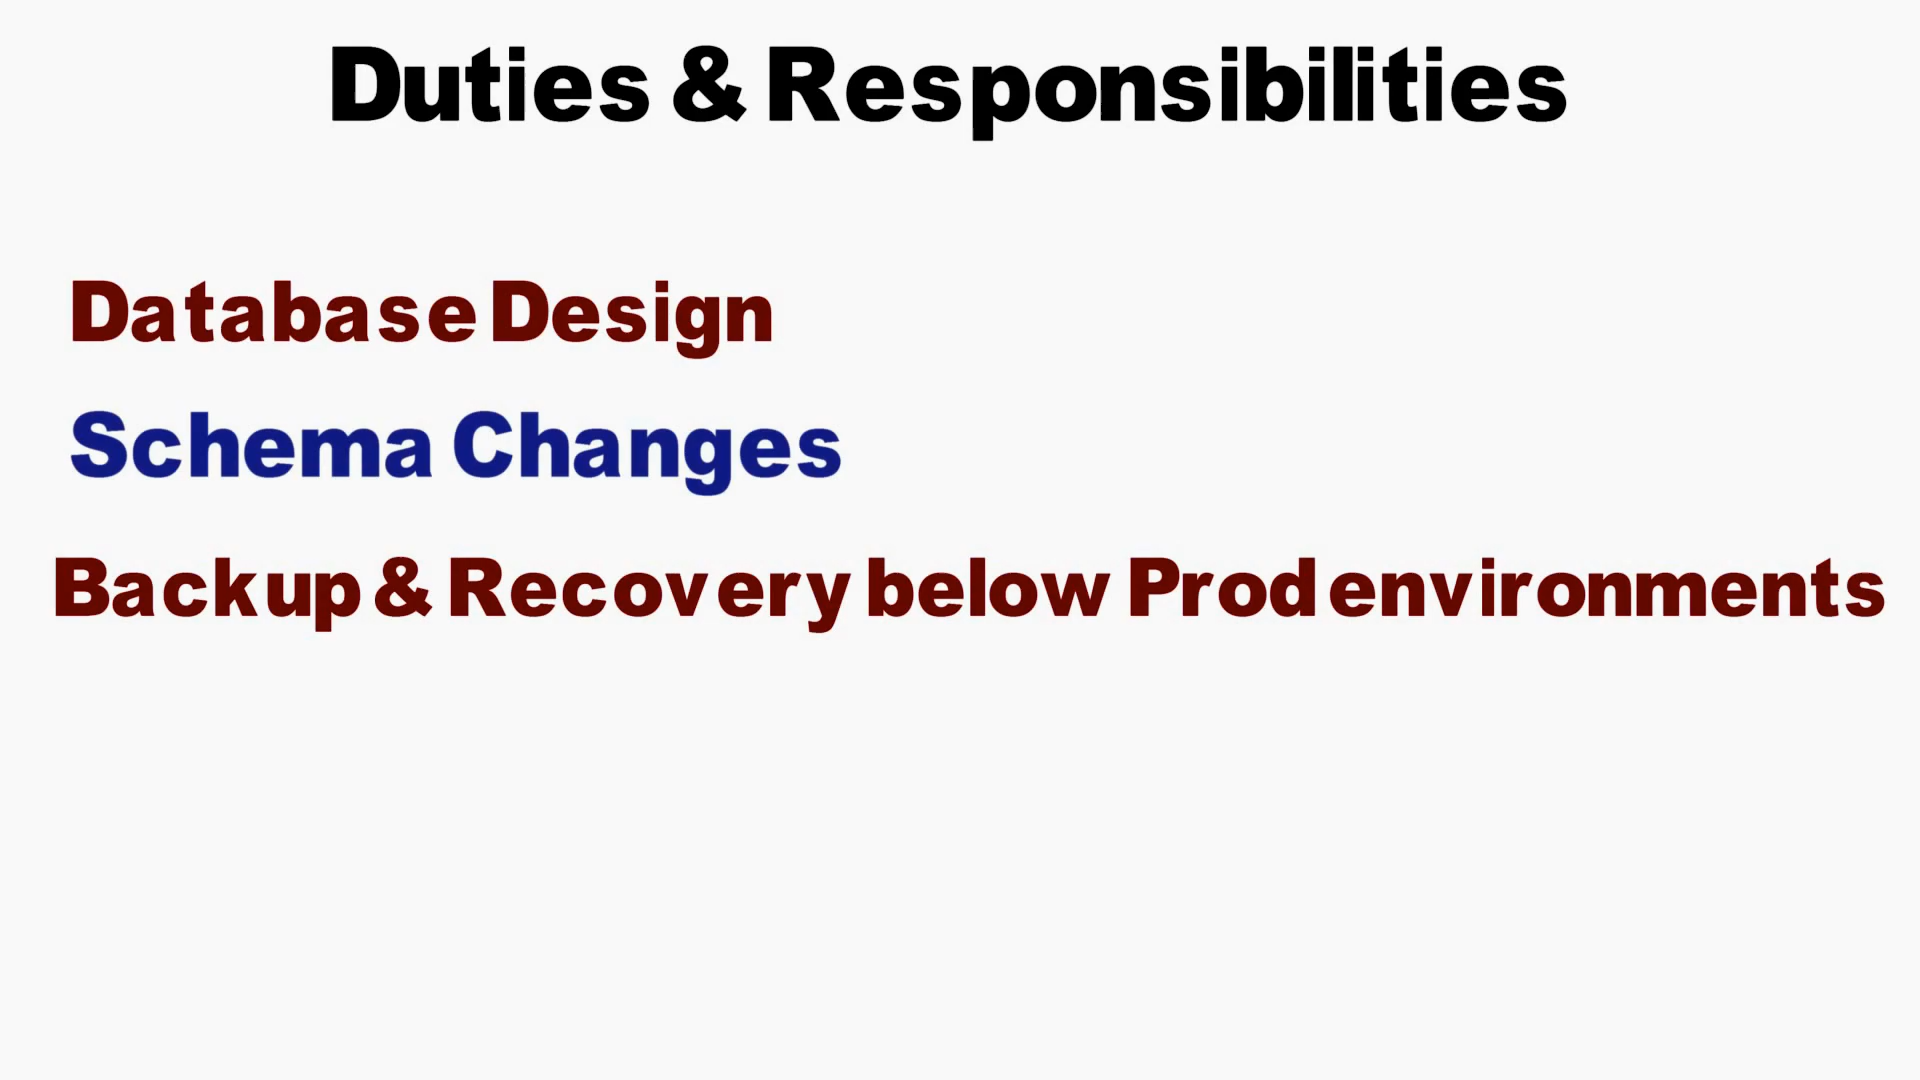 Duties & Responsibilities
Database Design
Schema Changes
Backup & Recovery below Prod environments